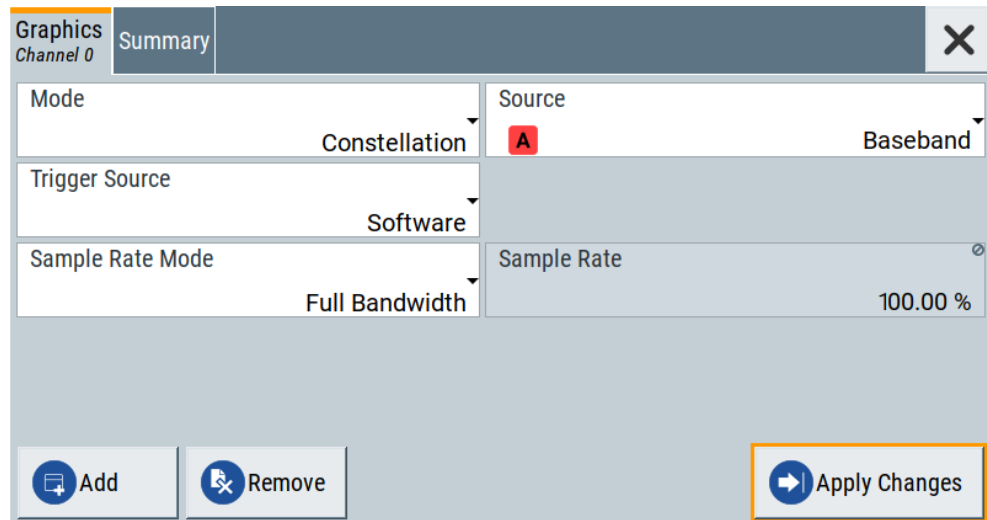 Graphics
Channel 0
Summary
Mode
Constellation
Source
A
Baseband
Trigger Source
Software
Sample Rate Mode
Full Bandwidth
Sample Rate
100.00 %
Add
Remove
Apply Changes